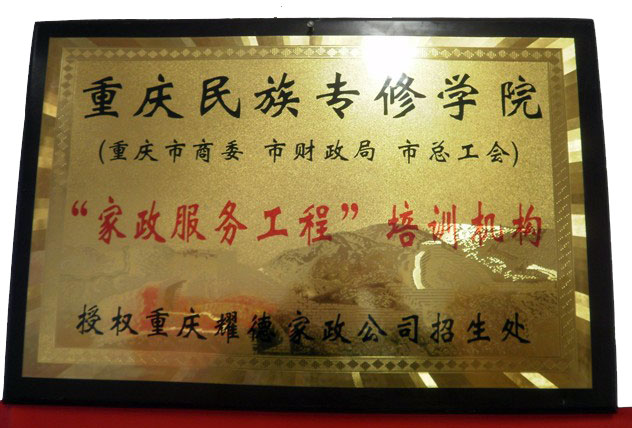 重庆民族专修学院
(重庆市商委 市财政局 市总工会)
“家政服务工程”培训机构
授权重庆耀德家政公司招生处